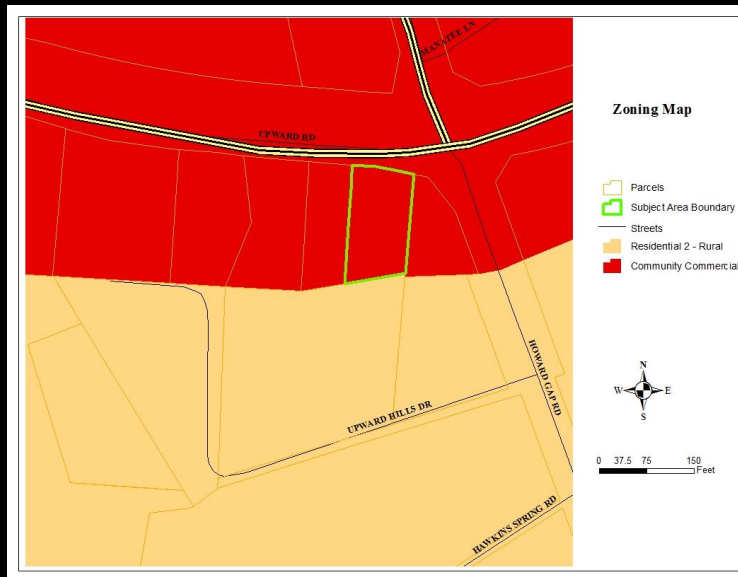 MANATEE LN
UPWARD RD
HOWARD GAP RD
UPWARD HILLS DR
HAWKINS SPRING RD
Zoning Map
Parcels
Subject Area Boundary
Streets
Residential 2 - Rural
Community Commercial
N
W E
S
0 37.5 75 150
Feet